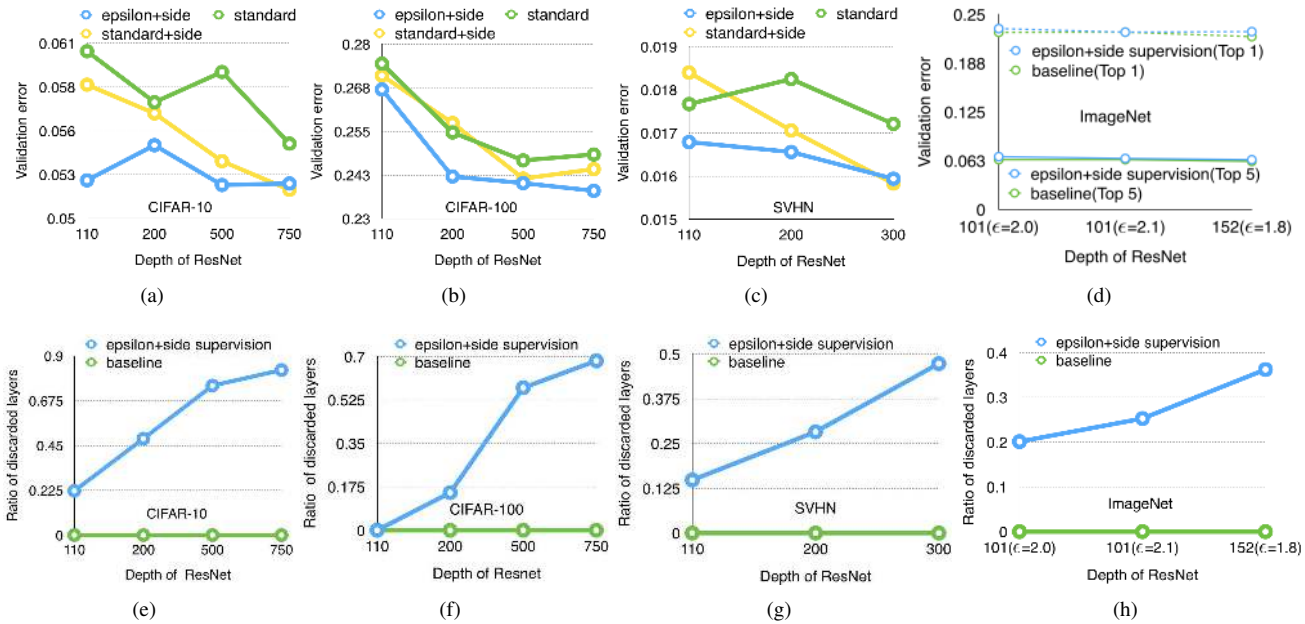 epsilon+side
standard
standard+side
0.061
0.058
0.056
0.053
0.05
Validation error
CIFAR-10
110 200 500 750
Depth of ResNet
(a)
epsilon+side
standard
standard+side
0.28
0.268
0.255
0.243
0.23
Validation error
CIFAR-100
110 200 500 750
Depth of ResNet
(b)
epsilon+side
standard
standard+side
0.019
0.018
0.017
0.016
0.015
Validation error
SVHN
110 200 300
Depth of ResNet
(c)
0.25
0.188
0.125
0.063
0
Validation error
epsilon+side supervision(Top 1)
baseline(Top 1)
ImageNet
epsilon+side supervision(Top 5)
baseline(Top 5)
101(ϵ=2.0) 101(ϵ=2.1) 152(ϵ=1.8)
Depth of ResNet
(d)
epsilon+side supervision
baseline
0.9
0.675
0.45
0.225
0
Ratio of discarded layers
CIFAR-10
110 200 500 750
Depth of ResNet
(e)
epsilon+side supervision
baseline
0.7
0.525
0.35
0.175
0
Ratio of discarded layers
CIFAR-100
110 200 500 750
Depth of Resnet
(f)
epsilon+side supervision
baseline
0.5
0.375
0.25
0.125
0
Ratio of discarded layers
SVHN
110 200 300
Depth of ResNet
(g)
epsilon+side supervision
baseline
0.4
0.3
0.2
0.1
0
Ratio of discarded layers
ImageNet
101(ϵ=2.0) 101(ϵ=2.1) 152(ϵ=1.8)
Depth of ResNet
(h)